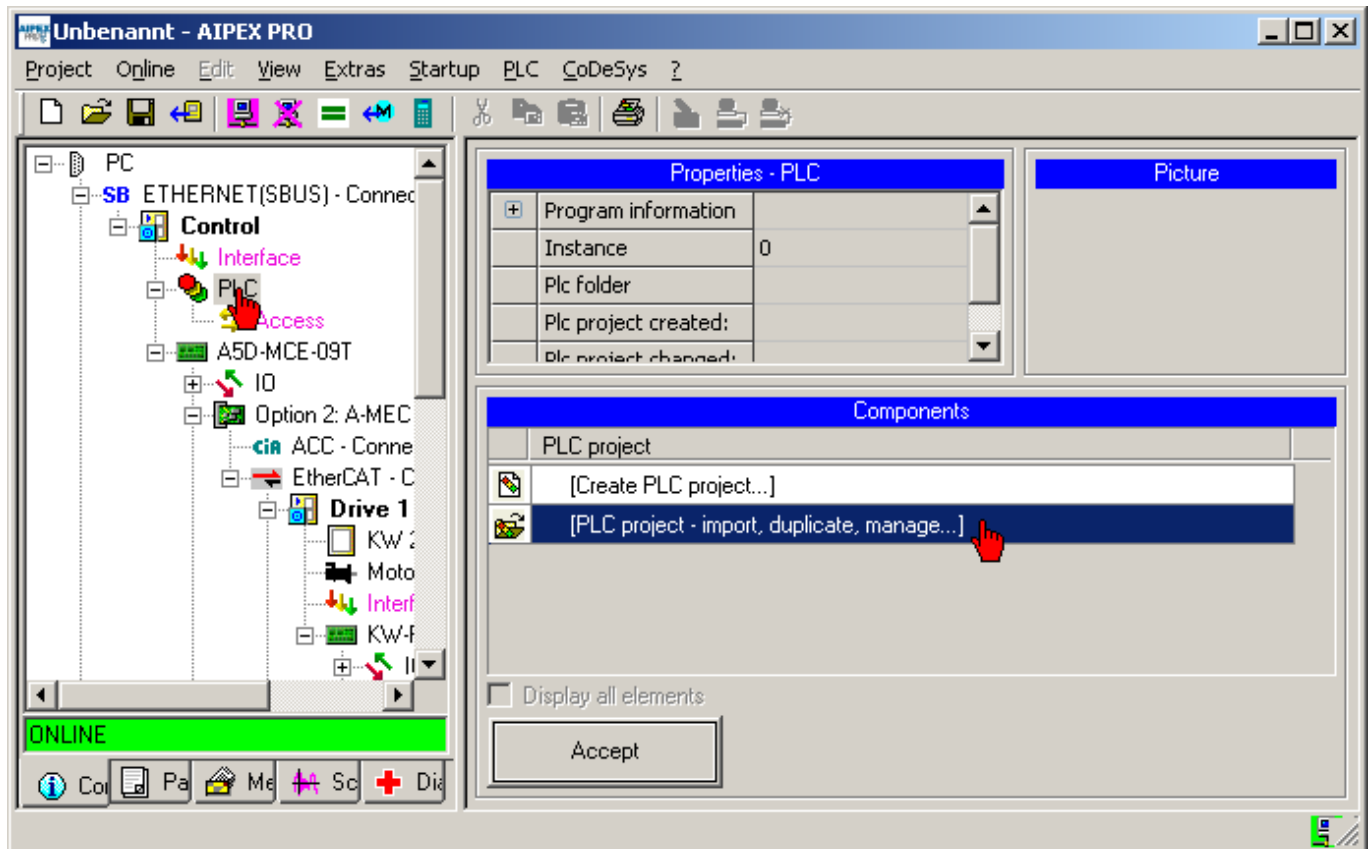 Unbenannt - AIPEX PRO
Project Online Edit View Extras Startup PLC CoDeSys ?
PC
SB ETHERNET(SBUS) - Connec
Control
Interface
PLC
Access
A5D-MCE-09T
IO
Option 2: A-MEC
CiA ACC - Conne
EtherCAT - C
Drive 1
KW 2
Moto
Interf
KW-F
ONLINE
Co Pa Me Sc Dia
Properties - PLC
Program information
Instance 0
Plc folder
Plc project created:
Plc project changed:
Picture
Components
PLC project
[Create PLC project...]
[PLC project - import, duplicate, manage...]
Display all elements
Accept